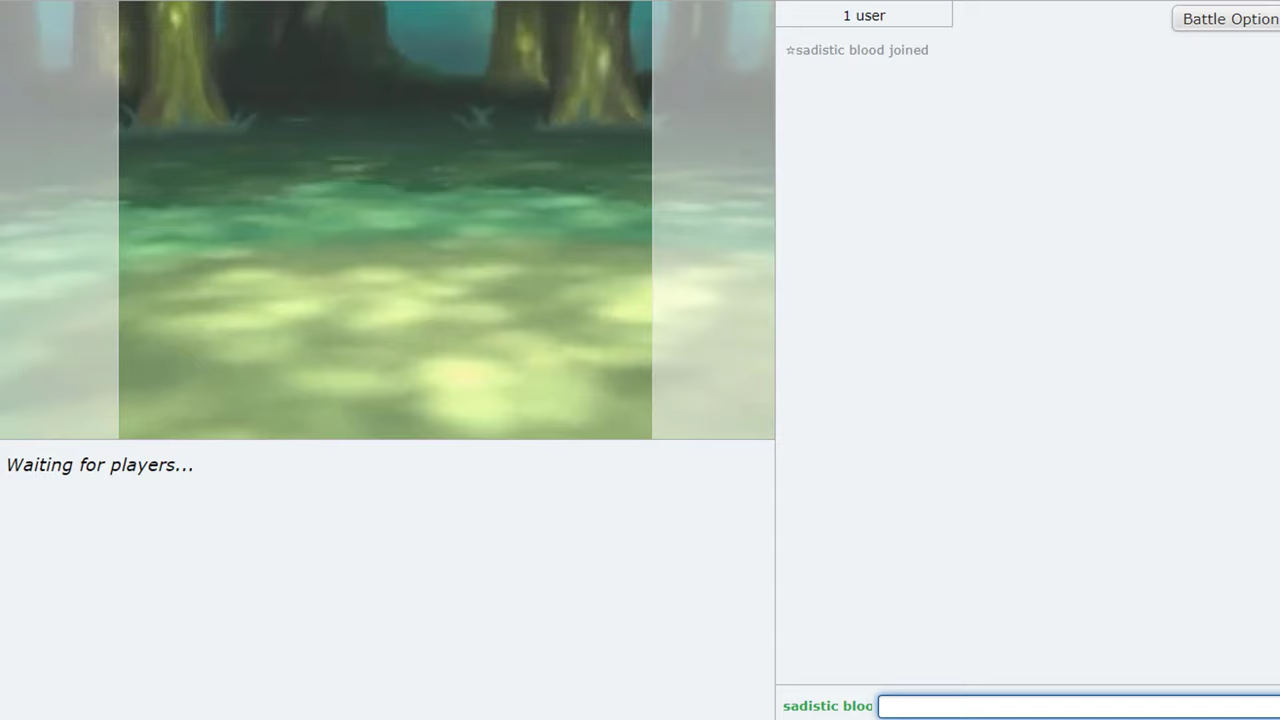 1 user
Battle Option
☆sadistic blood joined
Waiting for players...
sadistic bloo